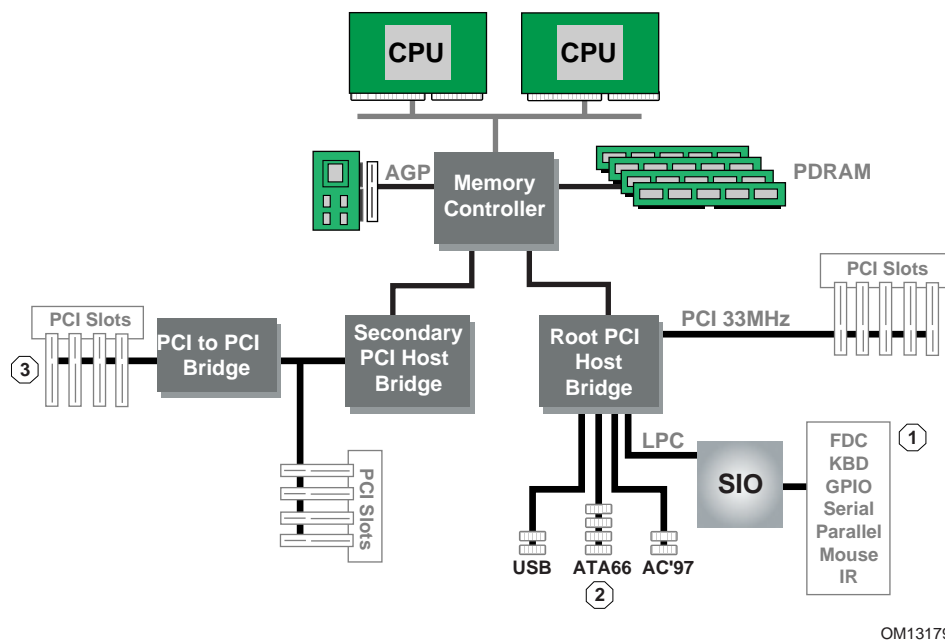 CPU
CPU
AGP
Memory
Controller
PDRAM
PCI Slots
PCI Slots
PCI to PCI
Bridge
Secondary
PCI Host
Bridge
Root PCI
Host
Bridge
PCI 33MHz
3
PCI Slots
LPC
SIO
1
FDC
KBD
GPIO
Serial
Parallel
Mouse
IR
USB
ATA66
AC'97
2
OM13179